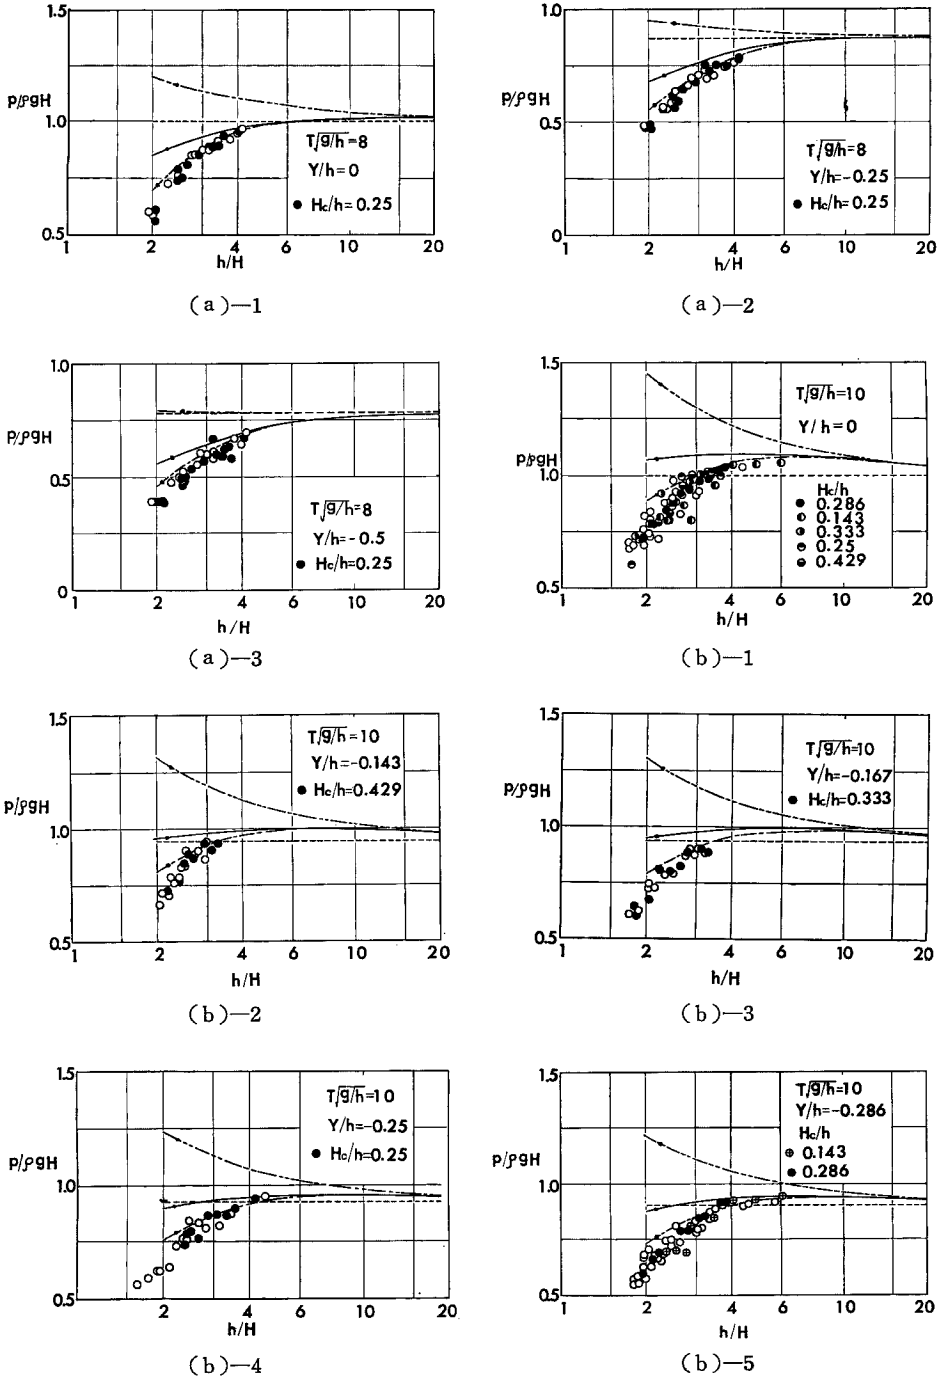 1.5
p/ρgH
1.0
0.5
T√g/h=8
Y/h=0
● Hc/h=0.25
1 2 4 6 10 20
h/H
(a)—1
1.0
p/ρgH
0.5
0
T√g/h=8
Y/h=-0.25
● Hc/h=0.25
1 2 4 6 10 20
h/H
(a)—2
1.0
p/ρgH
0.5
0
T√g/h=8
Y/h=-0.5
● Hc/h=0.25
1 2 4 6 10 20
h/H
(a)—3
1.5
p/ρgH
1.0
0.5
T√g/h=10
Y/h=0
Hc/h
● 0.286
◑ 0.143
◐ 0.333
◓ 0.25
◒ 0.429
1 2 4 6 10 20
h/H
(b)—1
1.5
p/ρgH
1.0
0.5
T√g/h=10
Y/h=-0.143
● Hc/h=0.429
1 2 4 6 10 20
h/H
(b)—2
1.5
p/ρgH
1.0
0.5
T√g/h=10
Y/h=-0.167
● Hc/h=0.333
1 2 4 6 10 20
h/H
(b)—3
1.5
p/ρgH
1.0
0.5
T√g/h=10
Y/h=-0.25
● Hc/h=0.25
1 2 4 6 10 20
h/H
(b)—4
1.5
p/ρgH
1.0
0.5
T√g/h=10
Y/h=-0.286
Hc/h
⊕ 0.143
● 0.286
1 2 4 6 10 20
h/H
(b)—5